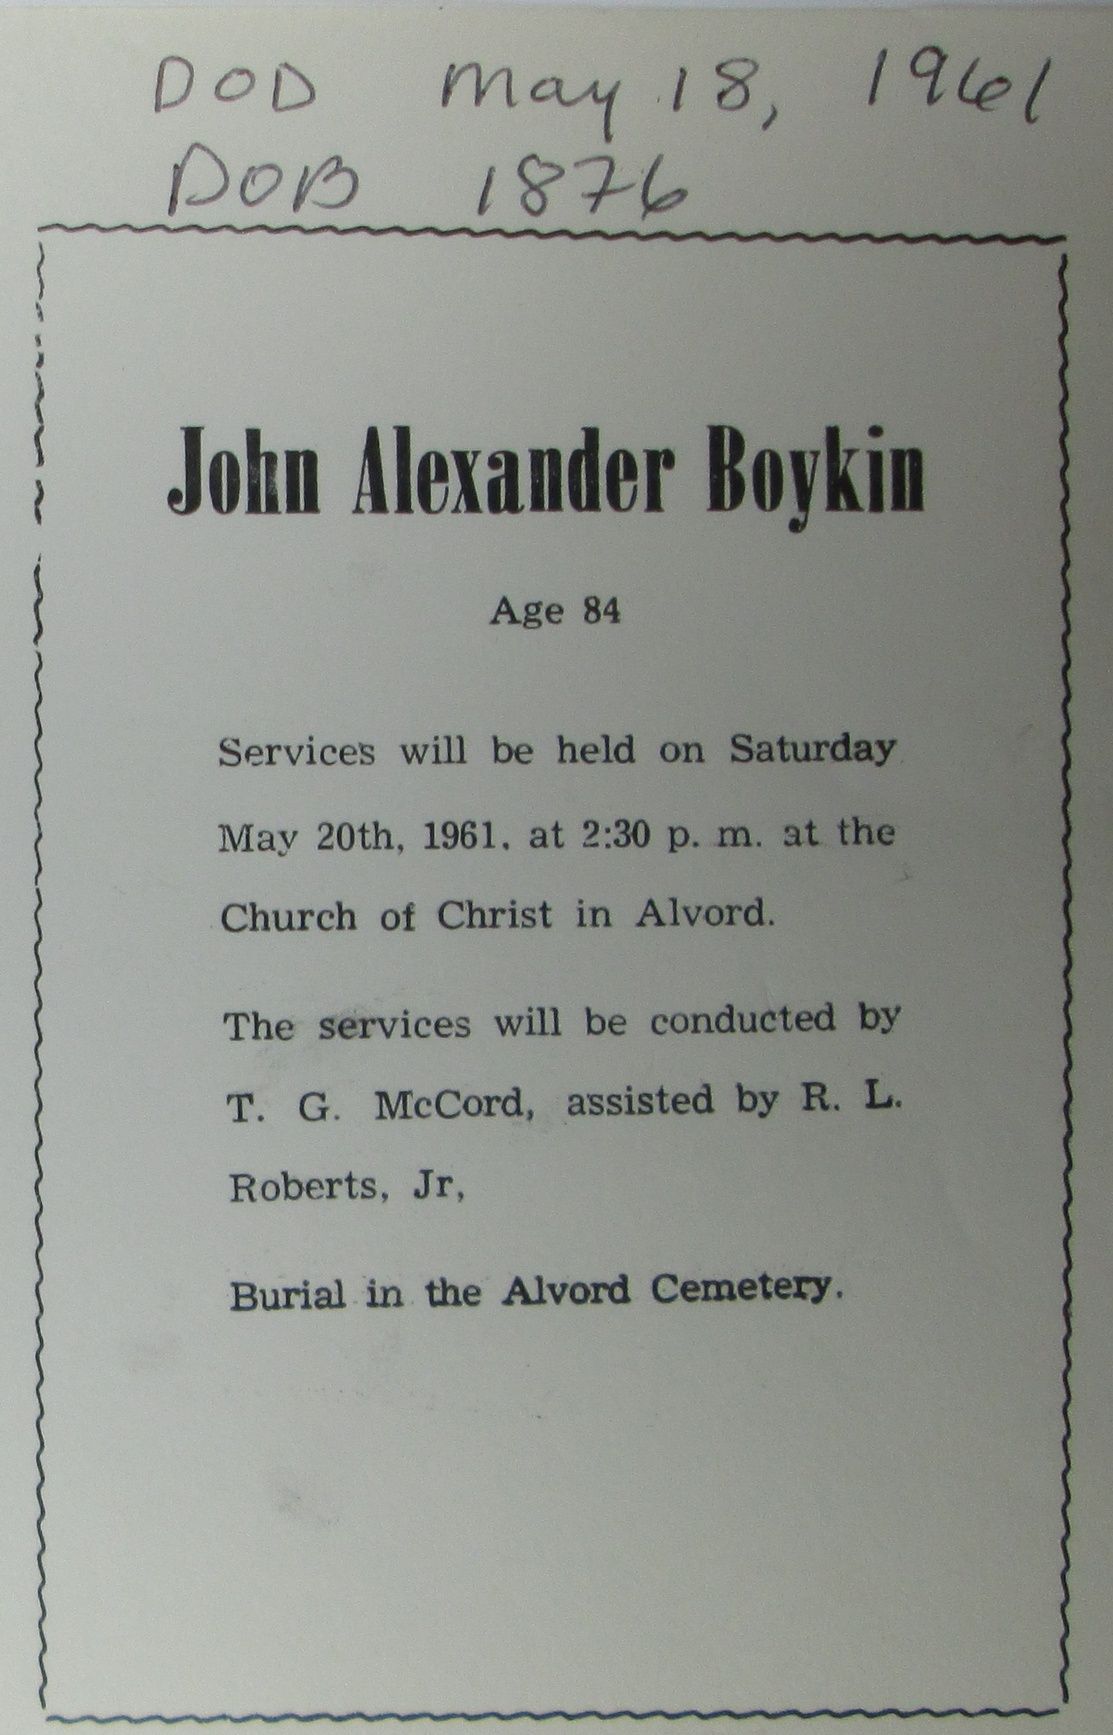 DOD May 18, 1961
DOB 1876
John Alexander Boykin
Age 84
Services will be held on Saturday
May 20th, 1961. at 2:30 p. m. at the
Church of Christ in Alvord.
The services will be conducted by
T. G. McCord, assisted by R. L.
Roberts, Jr,
Burial in the Alvord Cemetery.